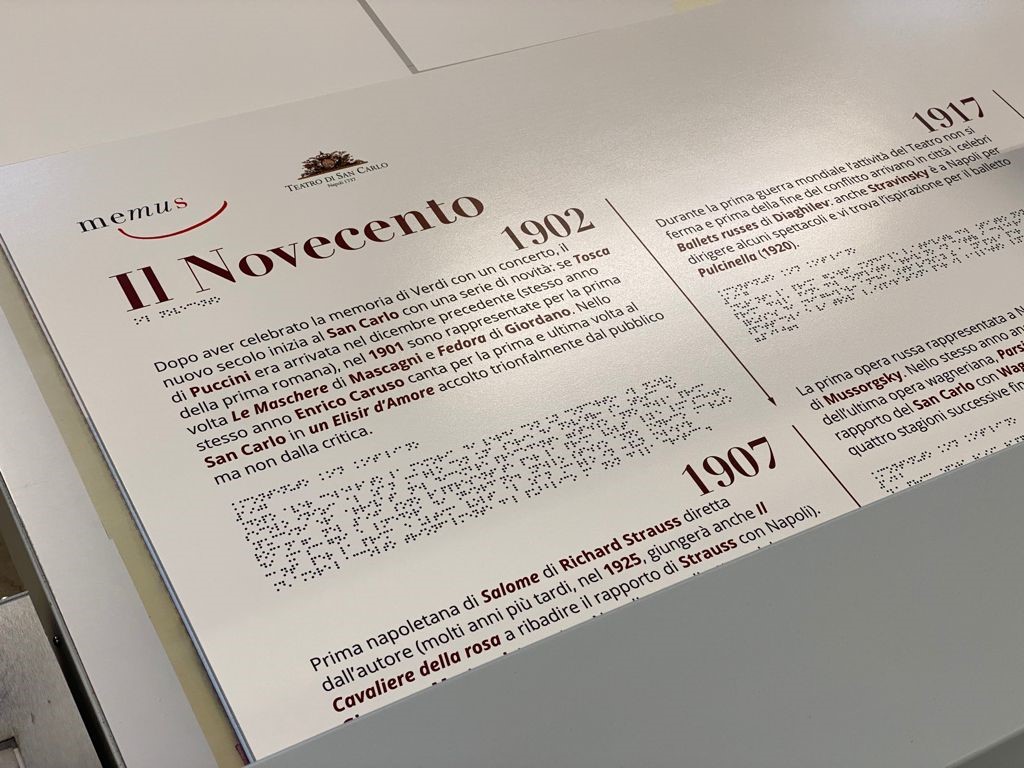 memus
TEATRO DI SAN CARLO
Napoli 1737
Il Novecento
1902
Dopo aver celebrato la memoria di Verdi con un concerto, il
nuovo secolo inizia al San Carlo con una serie di novità: se Tosca
di Puccini era arrivata nel dicembre precedente (stesso anno
della prima romana), nel 1901 sono rappresentate per la prima
volta Le Maschere di Mascagni e Fedora di Giordano. Nello
stesso anno Enrico Caruso canta per la prima e ultima volta al
San Carlo in un Elisir d'Amore accolto trionfalmente dal pubblico
ma non dalla critica.
1907
Prima napoletana di Salome di Richard Strauss diretta
dall'autore (molti anni più tardi, nel 1925, giungerà anche Il
Cavaliere della rosa a ribadire il rapporto di Strauss con Napoli).
1917
Durante la prima guerra mondiale l'attività del Teatro non si
ferma e prima della fine del conflitto arrivano in città i celebri
Ballets russes di Diaghilev, anche Stravinsky è a Napoli per
dirigere alcuni spettacoli e vi trova l'ispirazione per il balletto
Pulcinella (1920).
La prima opera russa rappresentata a
di Mussorgsky. Nello stesso anno
dell'ultima opera wagneriana,
rapporto del San Carlo con
quattro stagioni successive